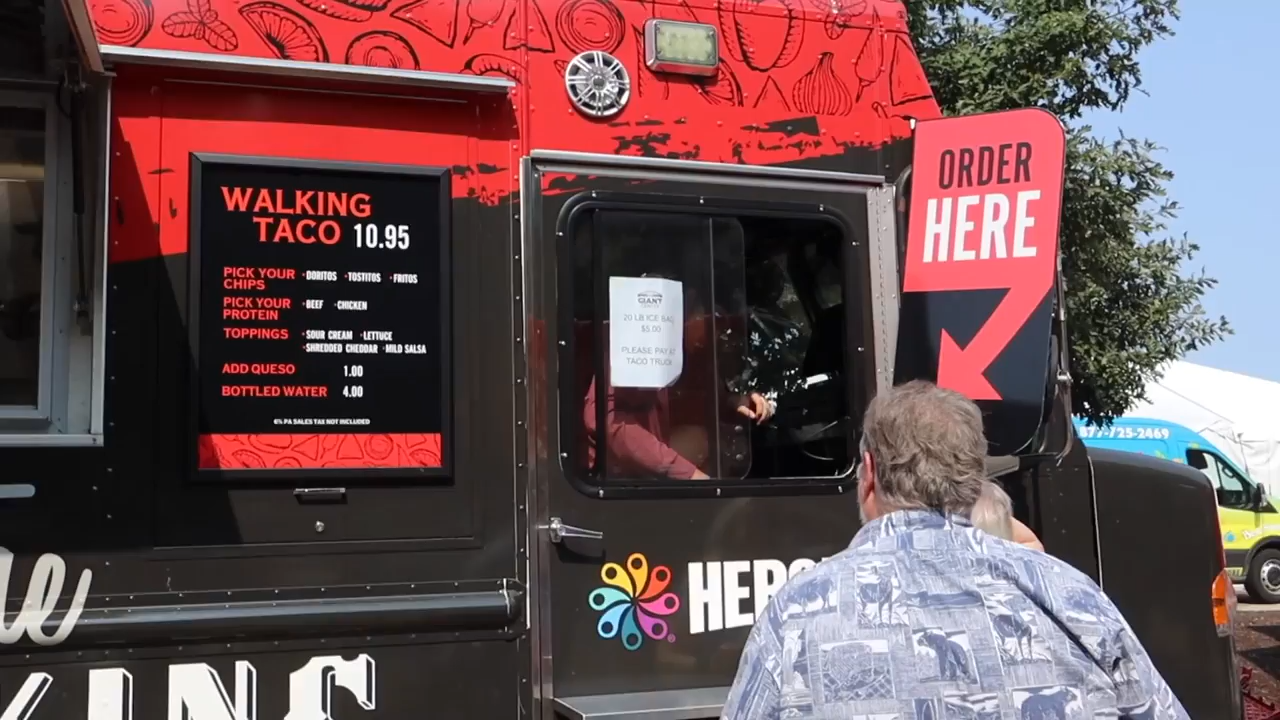 WALKING
TACO 10.95
PICK YOUR CHIPS •DORITOS •TOSTITOS •FRITOS
PICK YOUR PROTEIN •BEEF •CHICKEN
TOPPINGS •SOUR CREAM •LETTUCE
•SHREDDED CHEDDAR •MILD SALSA
ADD QUESO 1.00
BOTTLED WATER 4.00
6% PA SALES TAX NOT INCLUDED
GIANT
20 LB ICE BAG
$5.00
PLEASE PAY AT
TACO TRUCK
ORDER
HERE
877-725-2469